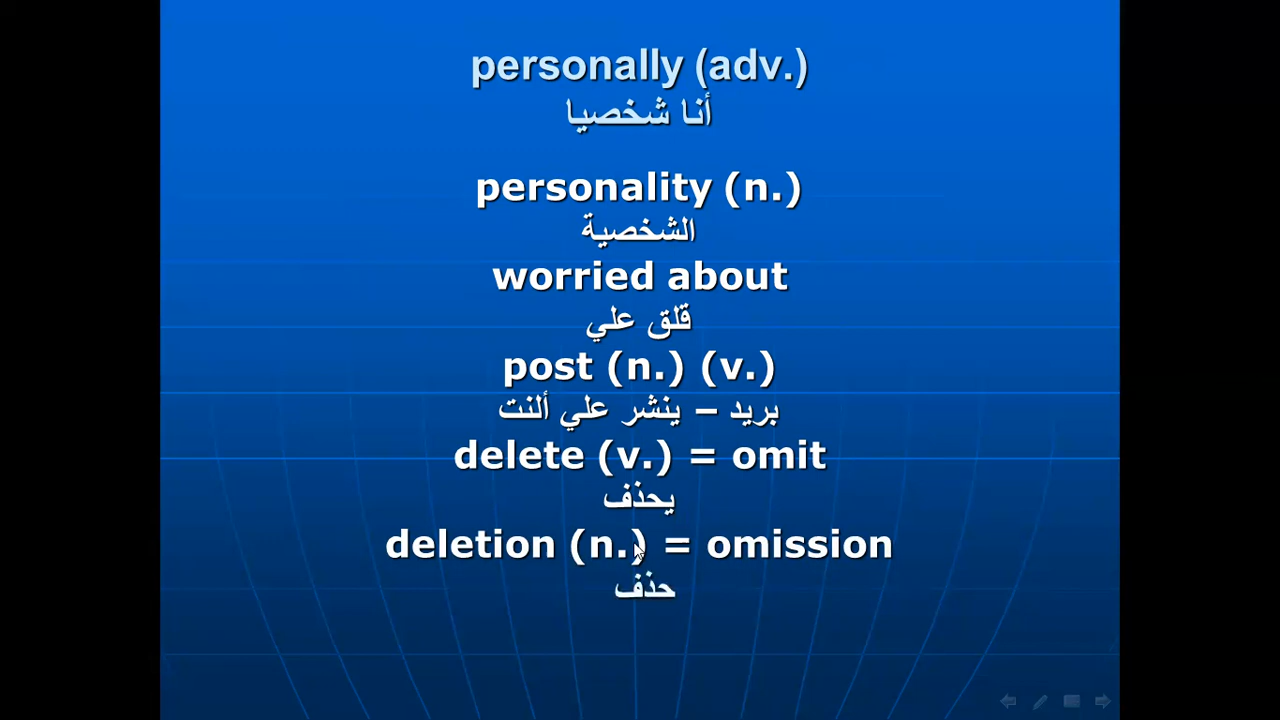 personally (adv.)
أنا شخصيا
personality (n.)
الشخصية
worried about
قلق علي
post (n.) (v.)
بريد – ينشر علي ألنت
delete (v.) = omit
يحذف
deletion (n.) = omission
حذف